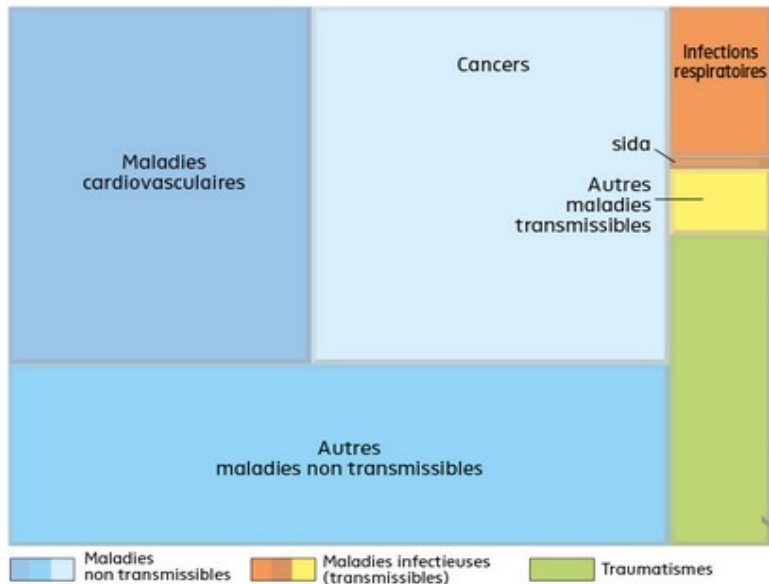 Infections
respiratoires
Cancers
sida
Maladies
cardiovasculaires
Autres
maladies
transmissibles
Autres
maladies non transmissibles
Maladies
non transmissibles
Maladies infectieuses
(transmissibles)
Traumatismes